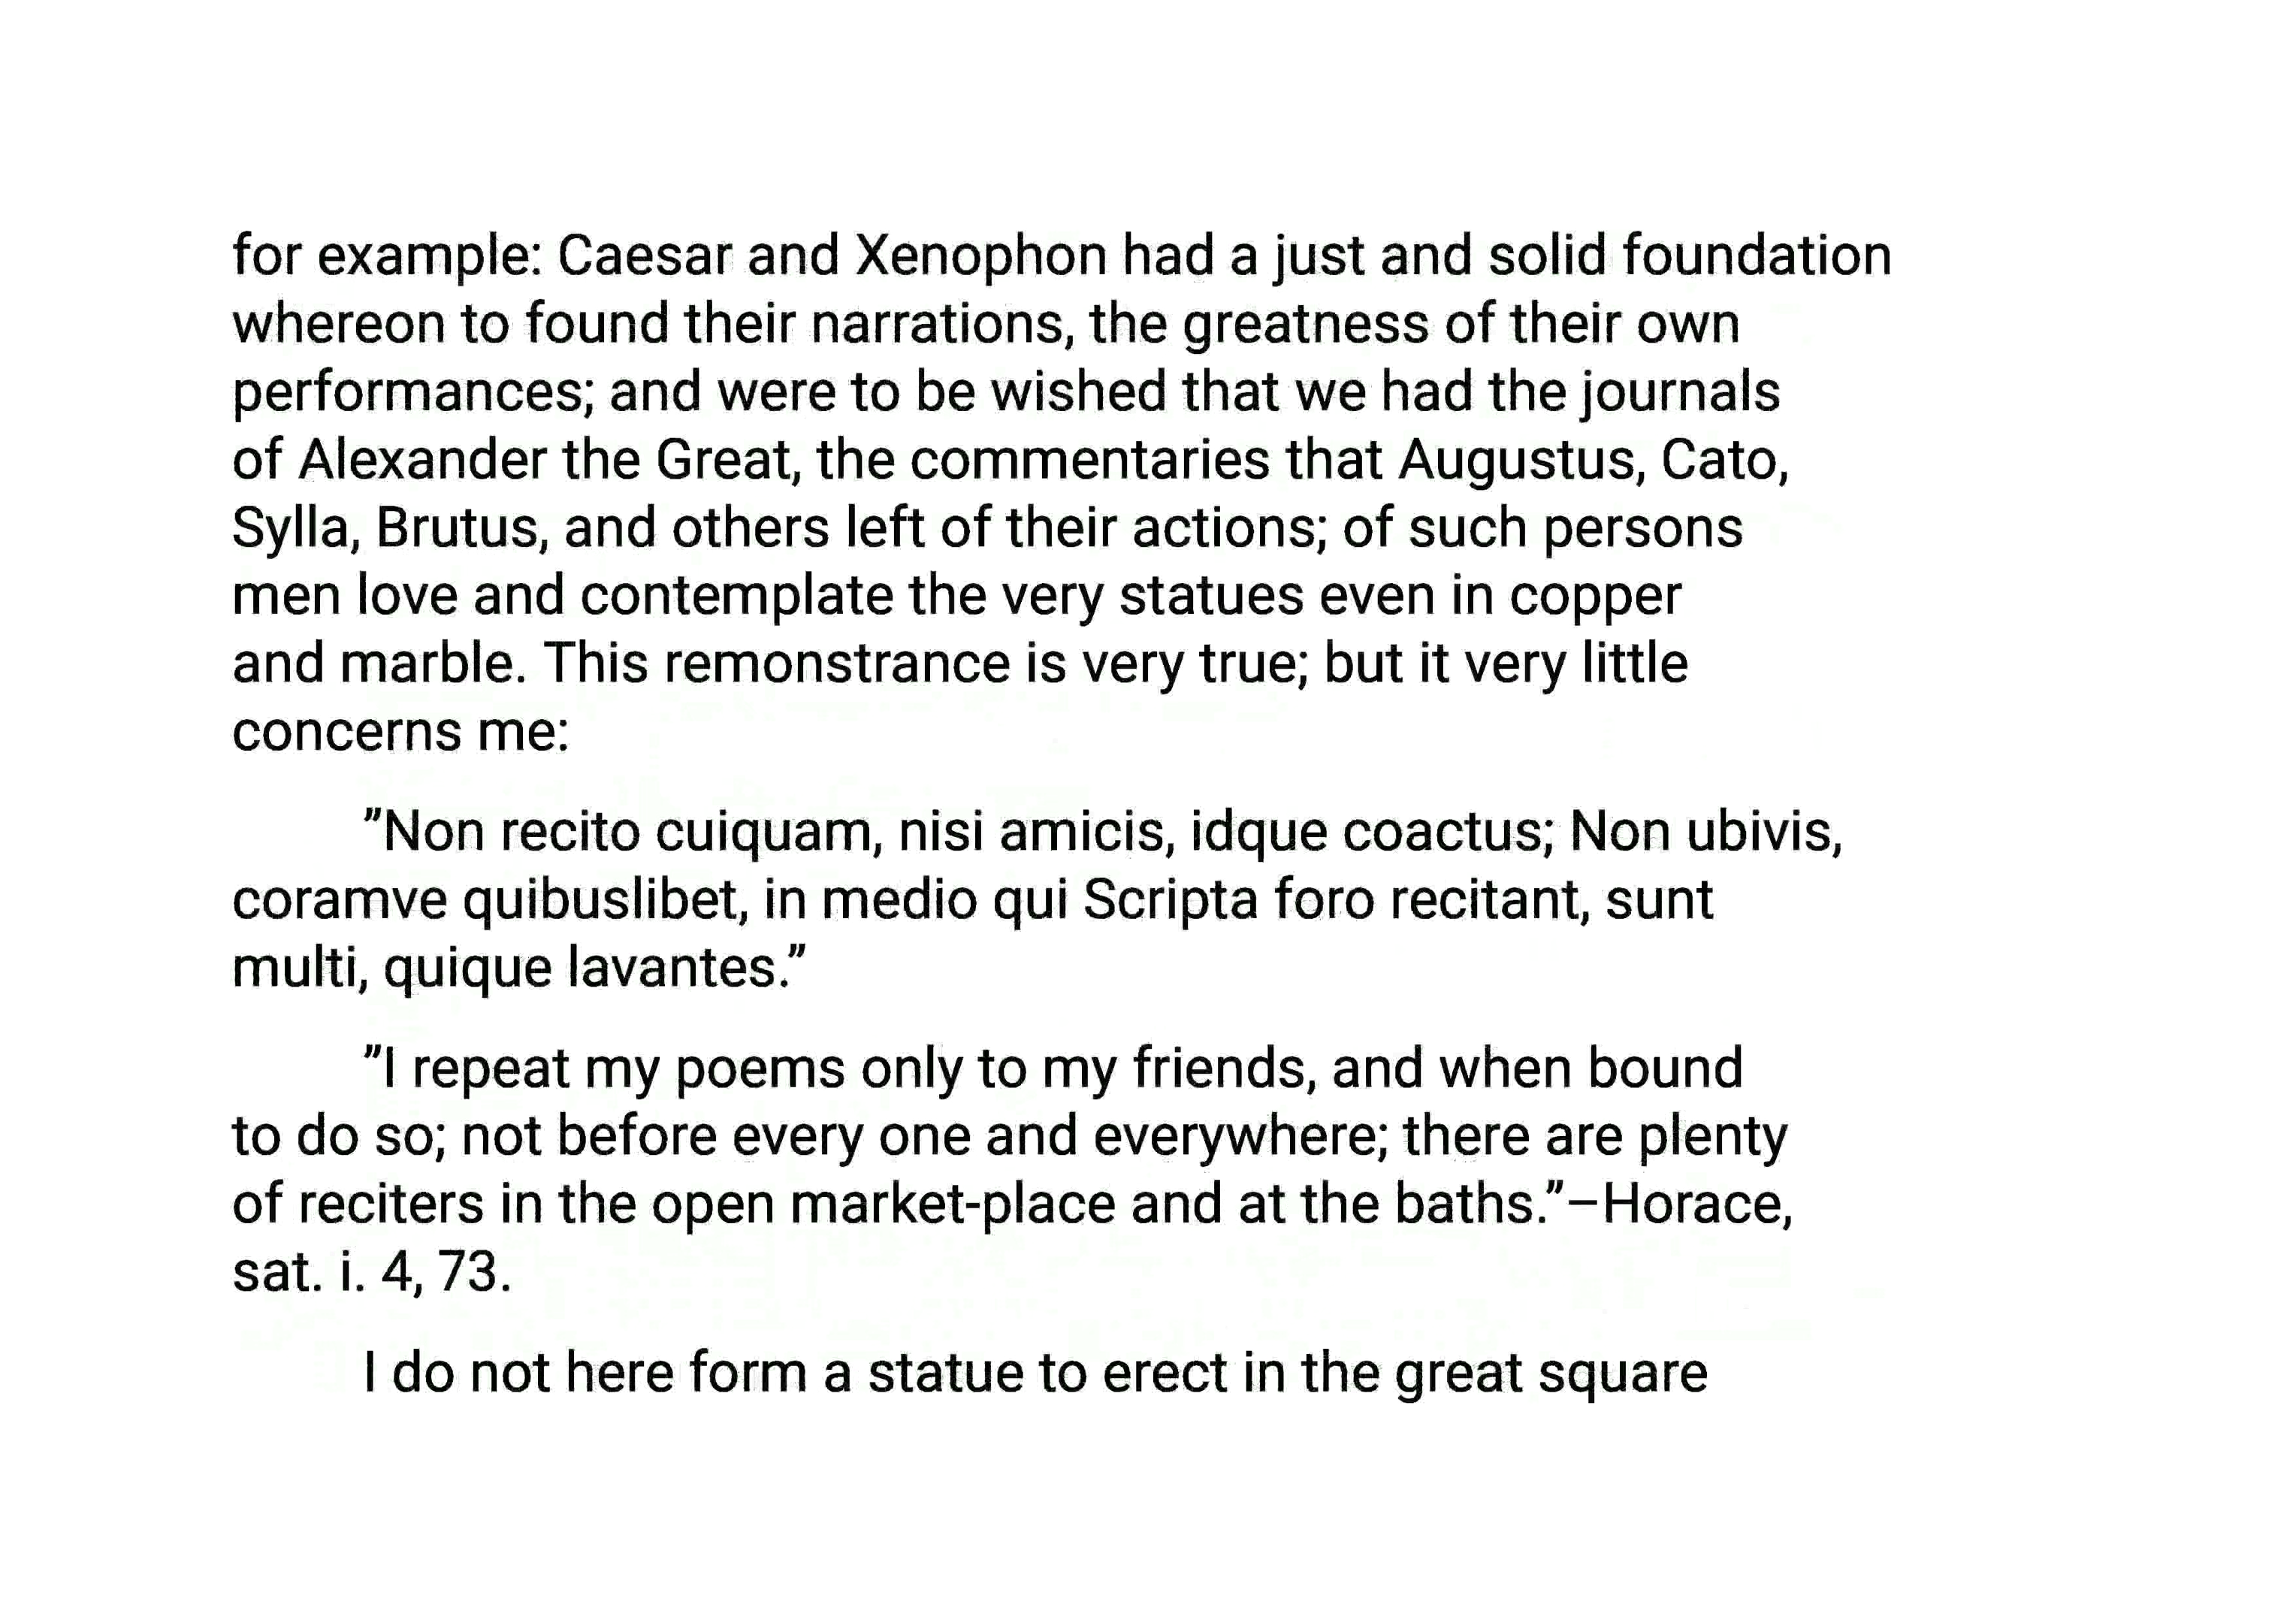 for example: Caesar and Xenophon had a just and solid foundation
whereon to found their narrations, the greatness of their own
performances; and were to be wished that we had the journals
of Alexander the Great, the commentaries that Augustus, Cato,
Sylla, Brutus, and others left of their actions; of such persons
men love and contemplate the very statues even in copper
and marble. This remonstrance is very true; but it very little
concerns me:
”Non recito cuiquam, nisi amicis, idque coactus; Non ubivis,
coramve quibuslibet, in medio qui Scripta foro recitant, sunt
multi, quique lavantes.”
”I repeat my poems only to my friends, and when bound
to do so; not before every one and everywhere; there are plenty
of reciters in the open market-place and at the baths.”–Horace,
sat. i. 4, 73.
I do not here form a statue to erect in the great square